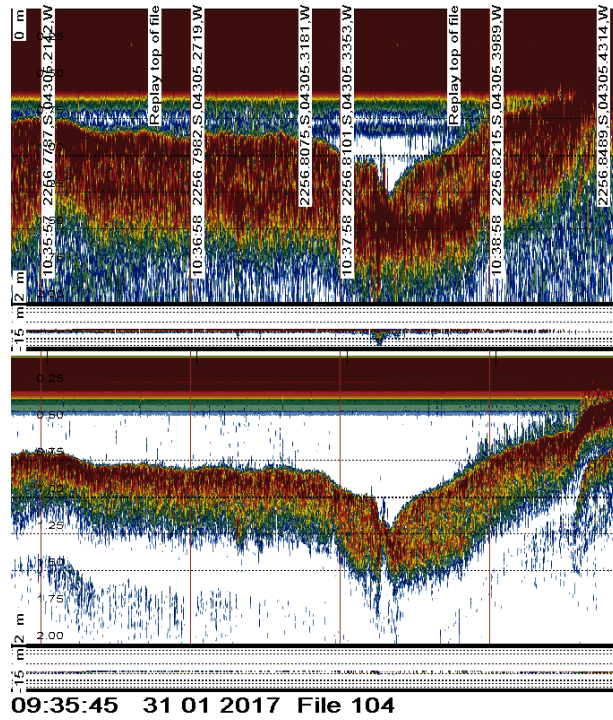 0 m
0.25
2 m
10:35:57 2256.7787,S,04305.2142,W
Replay top of file
10:36:58 2256.7982,S,04305.2719,W
2256.8075,S,04305.3181,W
10:37:58 2256.8101,S,04305.3353,W
Replay top of file
10:38:58 2256.8215,S,04305.3989,W
2256.8489,S,04305.4314,W
-15 m
0.25
0.50
0.75
1.25
1.50
1.75
2.00
2 m
-15 m
09:35:45 31 01 2017 File 104